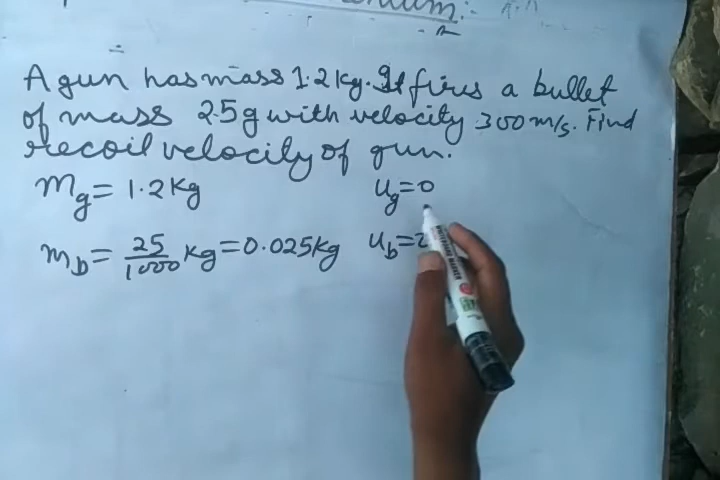 A gun has mass 1.2 kg. It fires a bullet
of mass 25g with velocity 300 m/s. Find
recoil velocity of gun.
mg = 1.2 kg
ug = 0
mb = 25/1000 kg = 0.025 kg
ub =